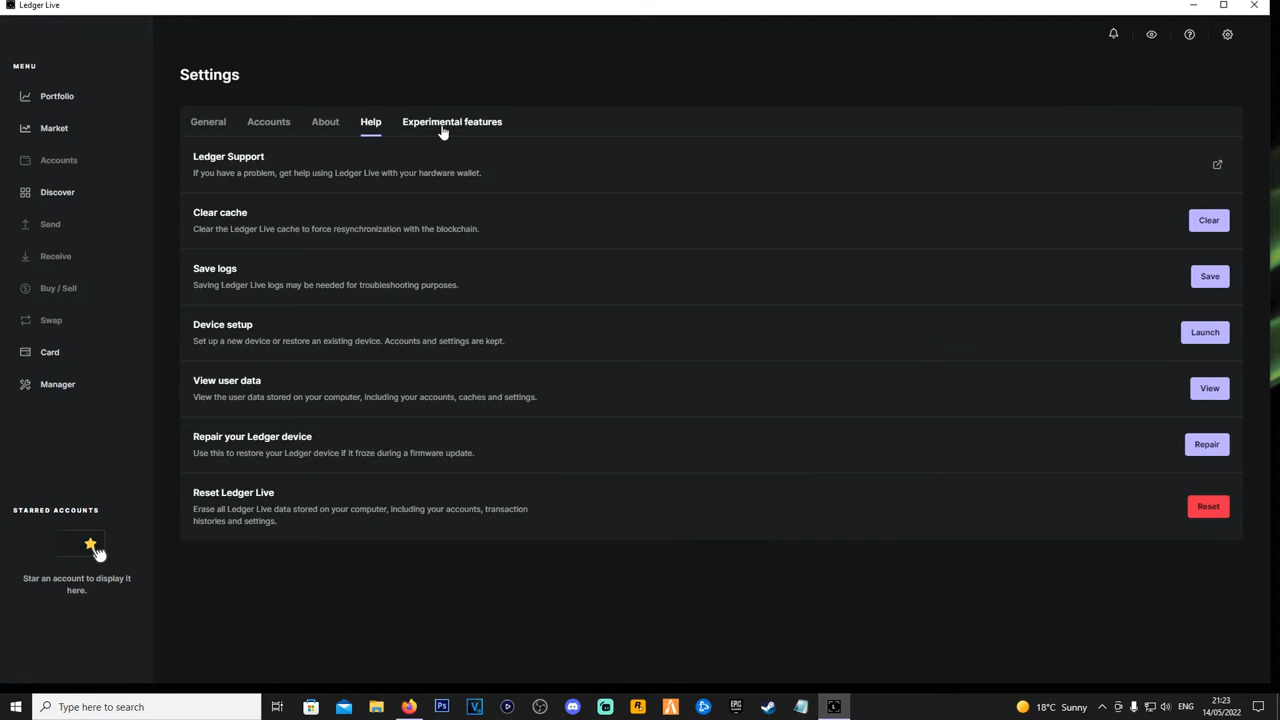 Ledger Live
MENU
Portfolio
Market
Accounts
Discover
Send
Receive
Buy / Sell
Swap
Card
Manager
STARRED ACCOUNTS
Star an account to display it
here.
Settings
General Accounts About Help Experimental features
Ledger Support
If you have a problem, get help using Ledger Live with your hardware wallet.
Clear cache
Clear the Ledger Live cache to force resynchronization with the blockchain.
Clear
Save logs
Saving Ledger Live logs may be needed for troubleshooting purposes.
Save
Device setup
Set up a new device or restore an existing device. Accounts and settings are kept.
Launch
View user data
View the user data stored on your computer, including your accounts, caches and settings.
View
Repair your Ledger device
Use this to restore your Ledger device if it froze during a firmware update.
Repair
Reset Ledger Live
Erase all Ledger Live data stored on your computer, including your accounts, transaction
histories and settings.
Reset
Type here to search
18°C Sunny
ENG
21:23
14/05/2022